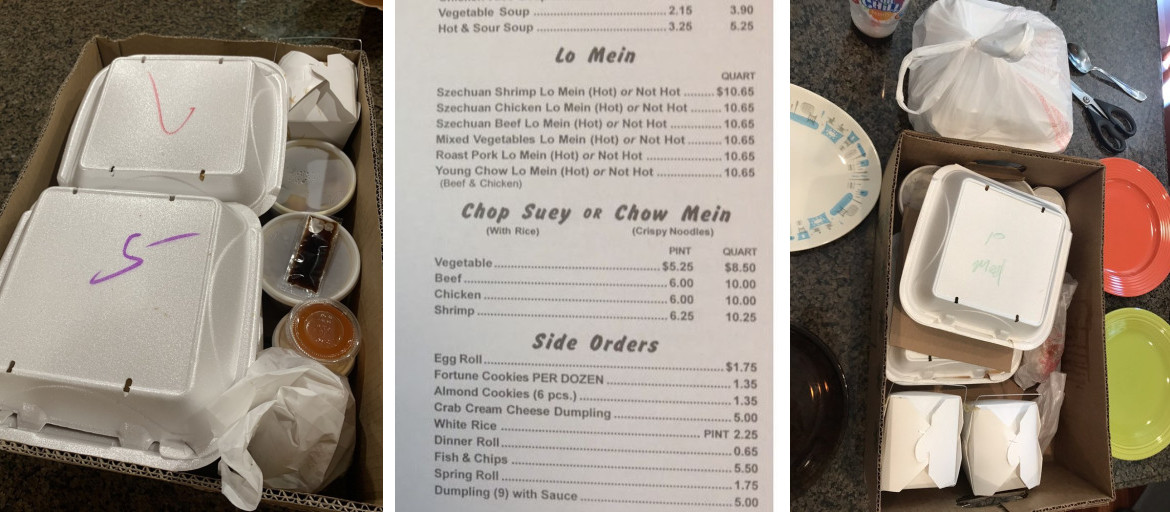 5
Vegetable Soup 2.15 3.90
Hot & Sour Soup 3.25 5.25
Lo Mein
QUART
Szechuan Shrimp Lo Mein (Hot) or Not Hot $10.65
Szechuan Chicken Lo Mein (Hot) or Not Hot 10.65
Szechuan Beef Lo Mein (Hot) or Not Hot 10.65
Mixed Vegetables Lo Mein (Hot) or Not Hot 10.65
Roast Pork Lo Mein (Hot) or Not Hot 10.65
Young Chow Lo Mein (Hot) or Not Hot 10.65
(Beef & Chicken)
Chop Suey OR Chow Mein
(With Rice) (Crispy Noodles)
PINT QUART
Vegetable $5.25 $8.50
Beef 6.00 10.00
Chicken 6.00 10.00
Shrimp 6.25 10.25
Side Orders
Egg Roll $1.75
Fortune Cookies PER DOZEN 1.35
Almond Cookies (6 pcs.) 1.35
Crab Cream Cheese Dumpling 5.00
White Rice PINT 2.25
Dinner Roll 0.65
Fish & Chips 5.50
Spring Roll 1.75
Dumpling (9) with Sauce 5.00